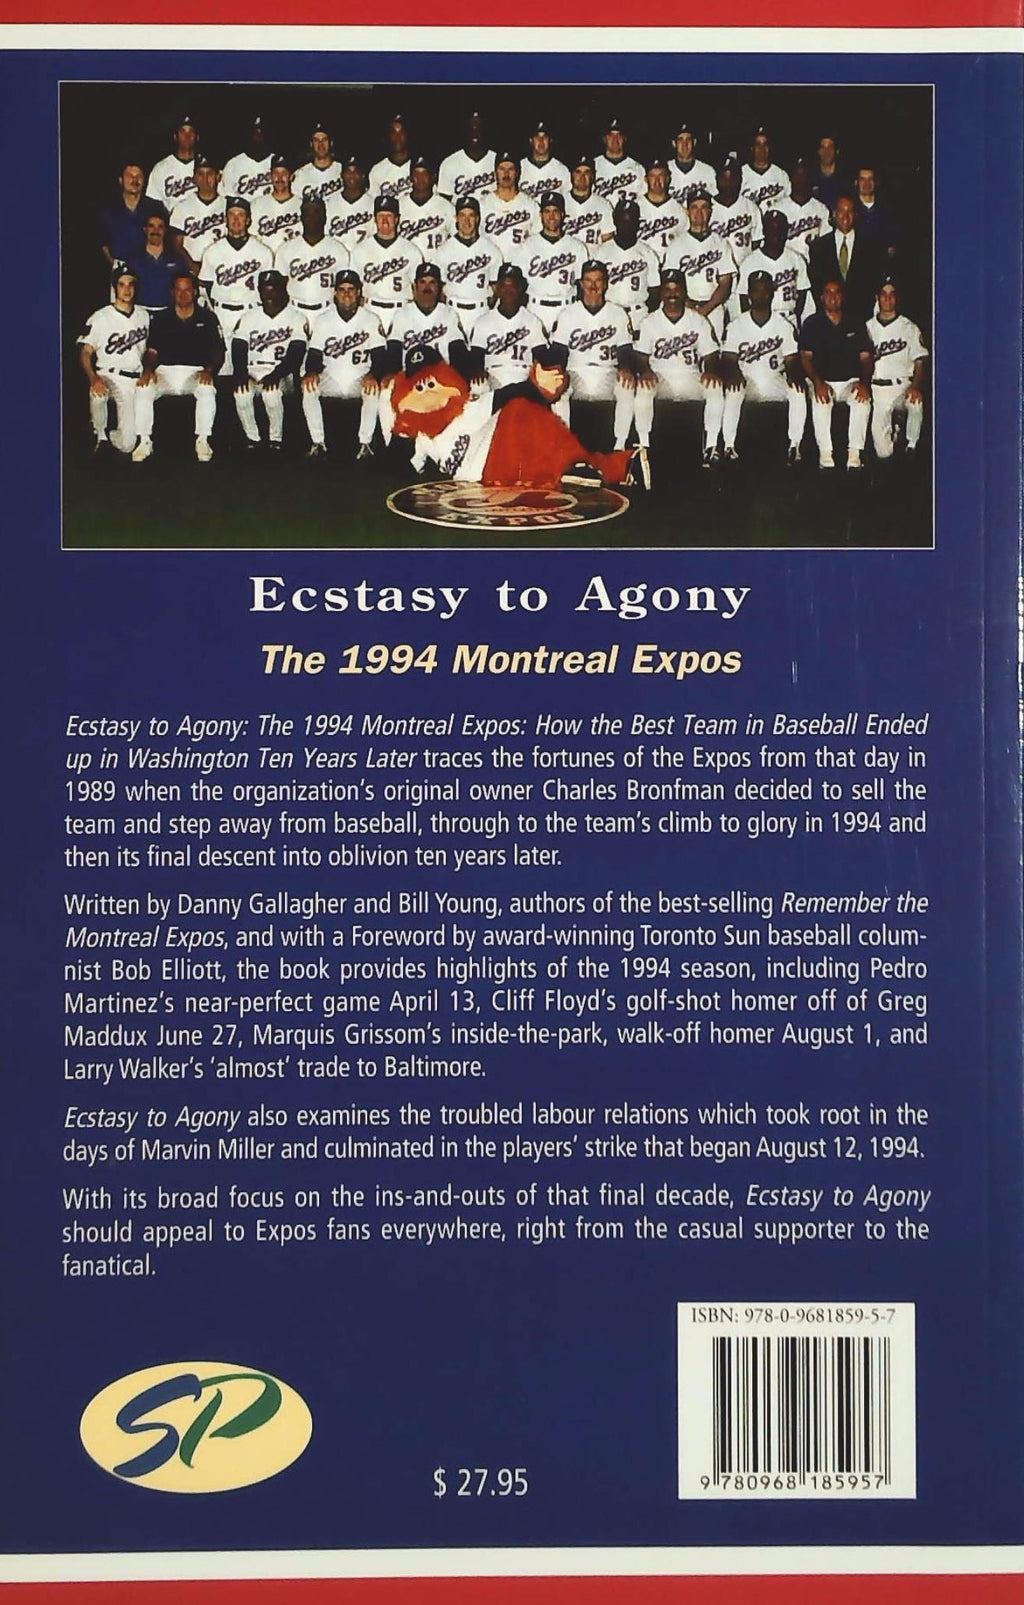 Ecstasy to Agony
The 1994 Montreal Expos
Ecstasy to Agony: The 1994 Montreal Expos: How the Best Team in Baseball Ended
up in Washington Ten Years Later traces the fortunes of the Expos from that day in
1989 when the organization's original owner Charles Bronfman decided to sell the
team and step away from baseball, through to the team's climb to glory in 1994 and
then its final descent into oblivion ten years later.
Written by Danny Gallagher and Bill Young, authors of the best-selling Remember the
Montreal Expos, and with a Foreword by award-winning Toronto Sun baseball colum-
nist Bob Elliott, the book provides highlights of the 1994 season, including Pedro
Martinez's near-perfect game April 13, Cliff Floyd's golf-shot homer off of Greg
Maddux June 27, Marquis Grissom's inside-the-park, walk-off homer August 1, and
Larry Walker's 'almost' trade to Baltimore.
Ecstasy to Agony also examines the troubled labour relations which took root in the
days of Marvin Miller and culminated in the players' strike that began August 12, 1994.
With its broad focus on the ins-and-outs of that final decade, Ecstasy to Agony
should appeal to Expos fans everywhere, right from the casual supporter to the
fanatical.
ISBN: 978-0-9681859-5-7
SP
$ 27.95
9 780968 185957